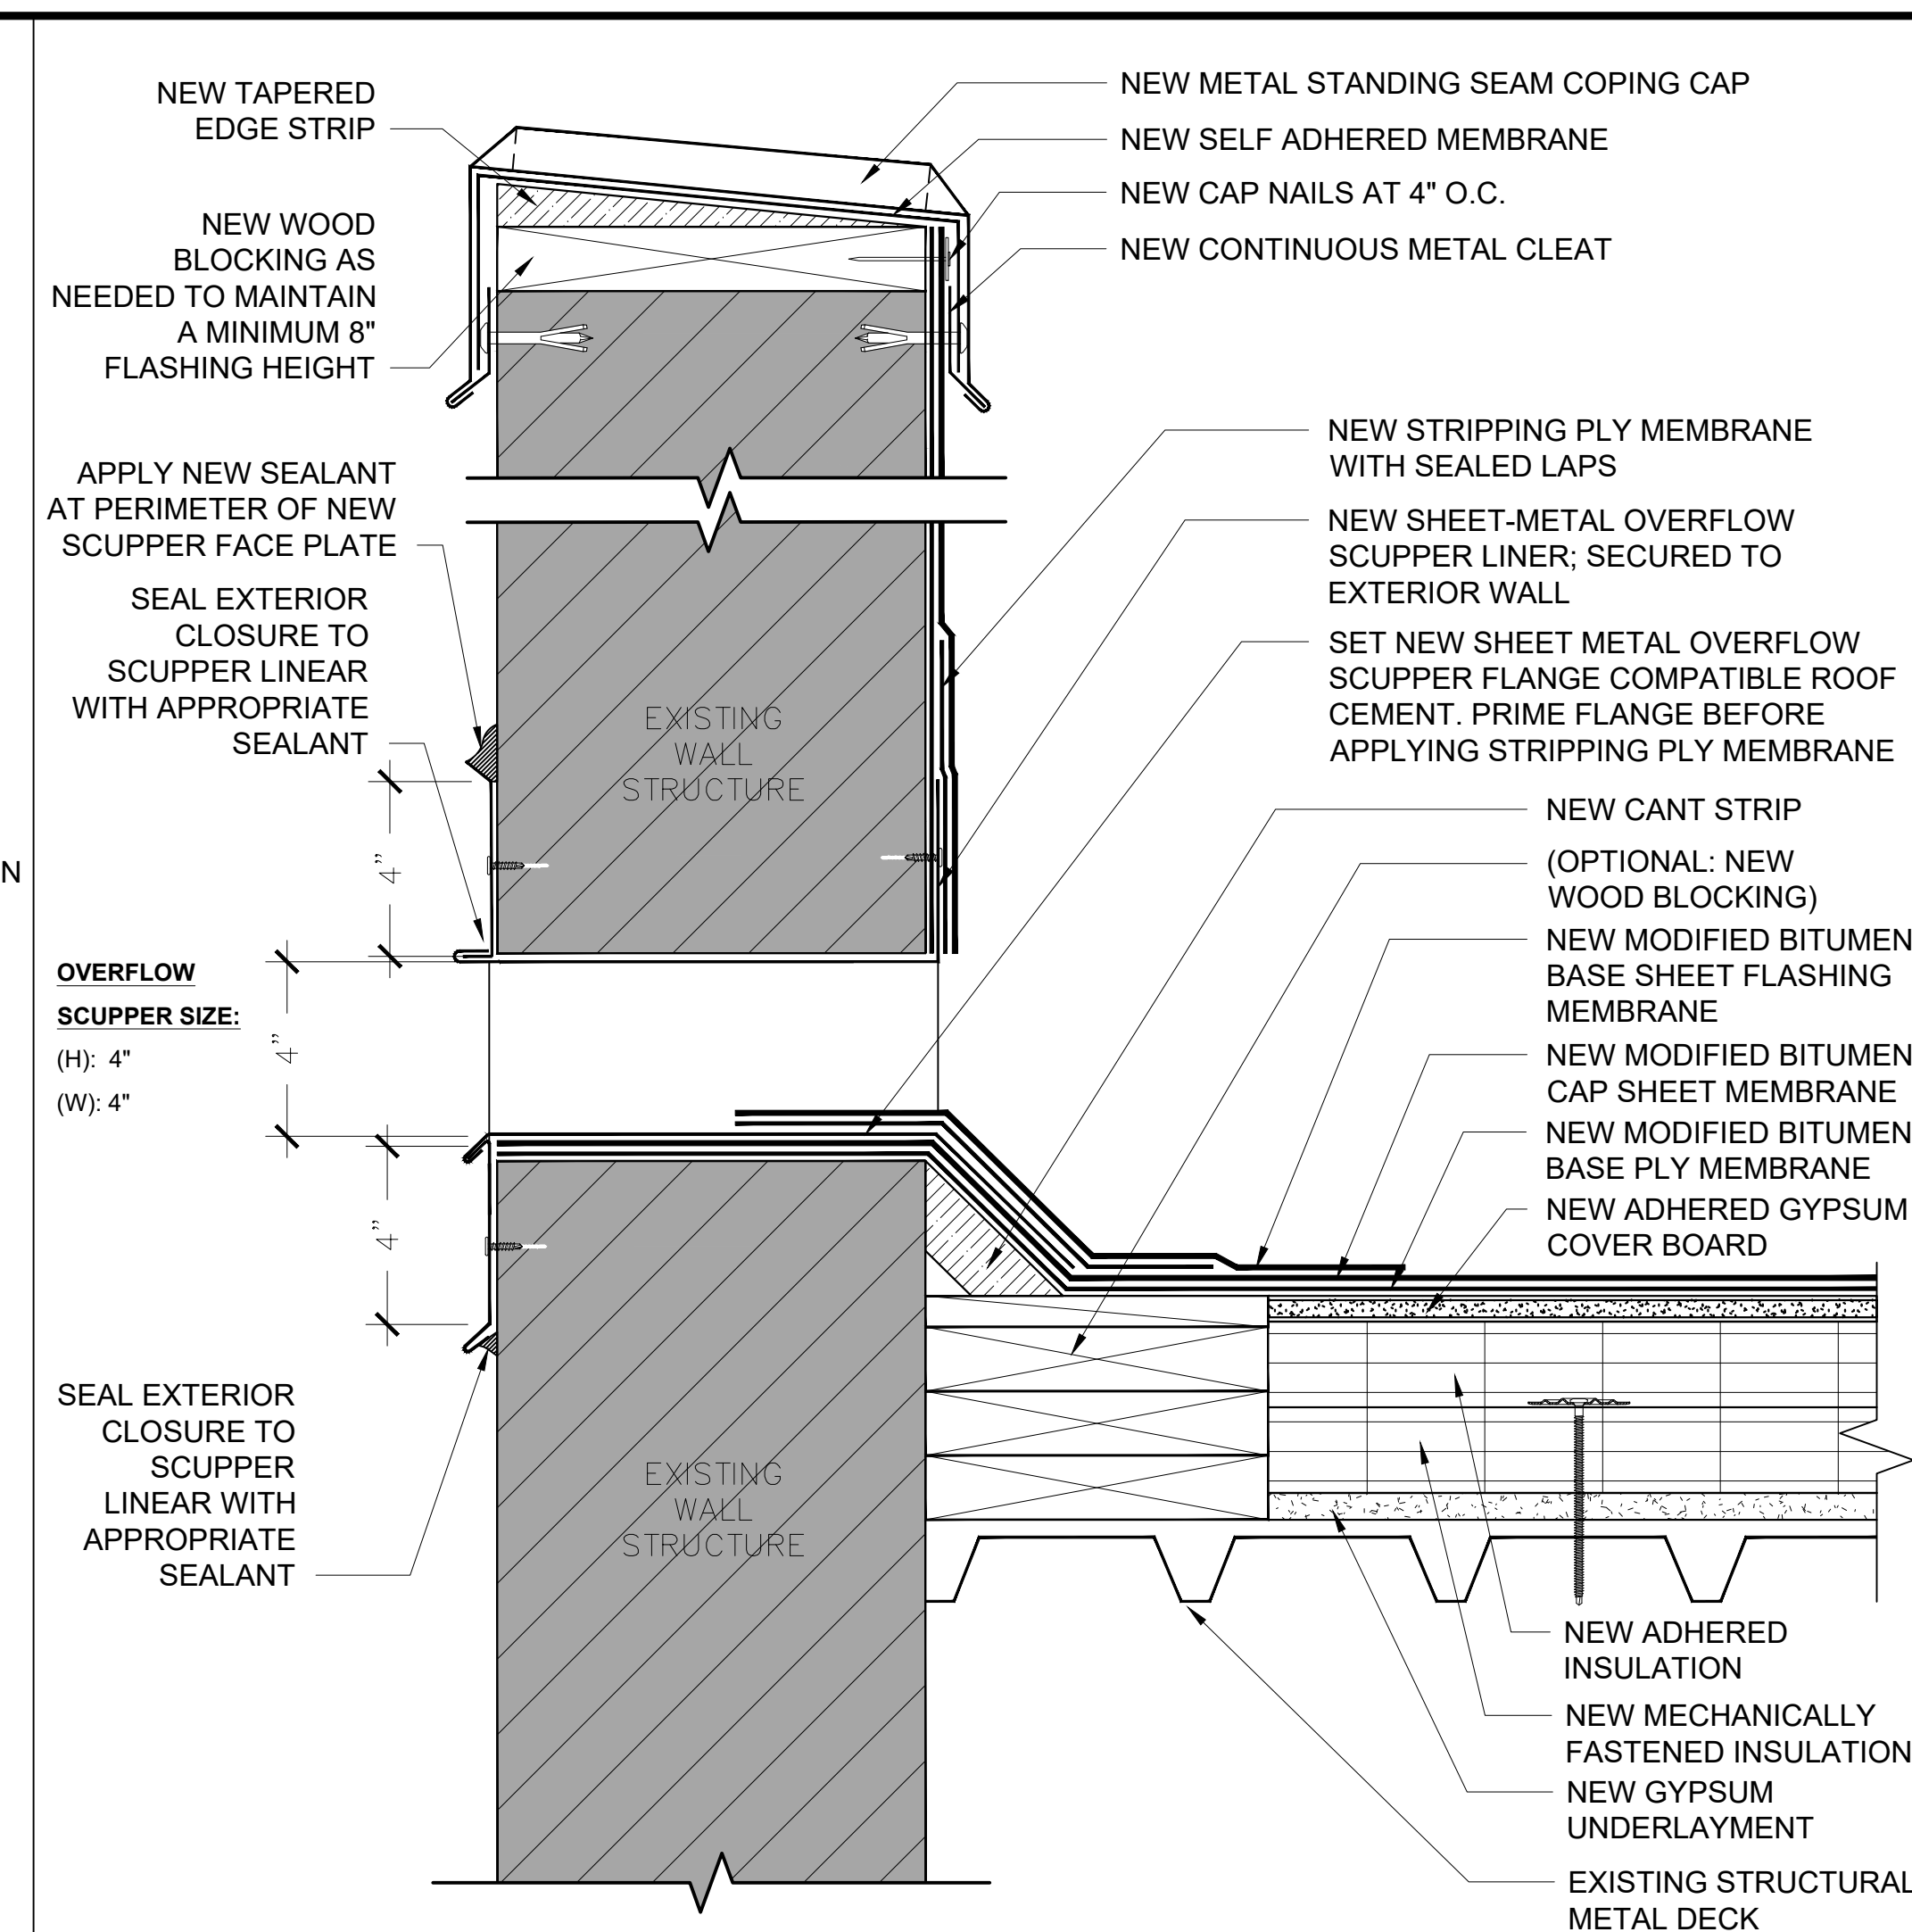 NEW TAPERED
EDGE STRIP
NEW WOOD
BLOCKING AS
NEEDED TO MAINTAIN
A MINIMUM 8"
FLASHING HEIGHT
APPLY NEW SEALANT
AT PERIMETER OF NEW
SCUPPER FACE PLATE
SEAL EXTERIOR
CLOSURE TO
SCUPPER LINEAR
WITH APPROPRIATE
SEALANT
4"
N
OVERFLOW
SCUPPER SIZE:
(H): 4"
(W): 4"
4"
4"
SEAL EXTERIOR
CLOSURE TO
SCUPPER
LINEAR WITH
APPROPRIATE
SEALANT
EXISTING
WALL
STRUCTURE
EXISTING
WALL
STRUCTURE
NEW METAL STANDING SEAM COPING CAP
NEW SELF ADHERED MEMBRANE
NEW CAP NAILS AT 4" O.C.
NEW CONTINUOUS METAL CLEAT
NEW STRIPPING PLY MEMBRANE
WITH SEALED LAPS
NEW SHEET-METAL OVERFLOW
SCUPPER LINER; SECURED TO
EXTERIOR WALL
SET NEW SHEET METAL OVERFLOW
SCUPPER FLANGE COMPATIBLE ROOF
CEMENT. PRIME FLANGE BEFORE
APPLYING STRIPPING PLY MEMBRANE
NEW CANT STRIP
(OPTIONAL: NEW
WOOD BLOCKING)
NEW MODIFIED BITUMEN
BASE SHEET FLASHING
MEMBRANE
NEW MODIFIED BITUMEN
CAP SHEET MEMBRANE
NEW MODIFIED BITUMEN
BASE PLY MEMBRANE
NEW ADHERED GYPSUM
COVER BOARD
NEW ADHERED
INSULATION
NEW MECHANICALLY
FASTENED INSULATION
NEW GYPSUM
UNDERLAYMENT
EXISTING STRUCTURAL
METAL DECK